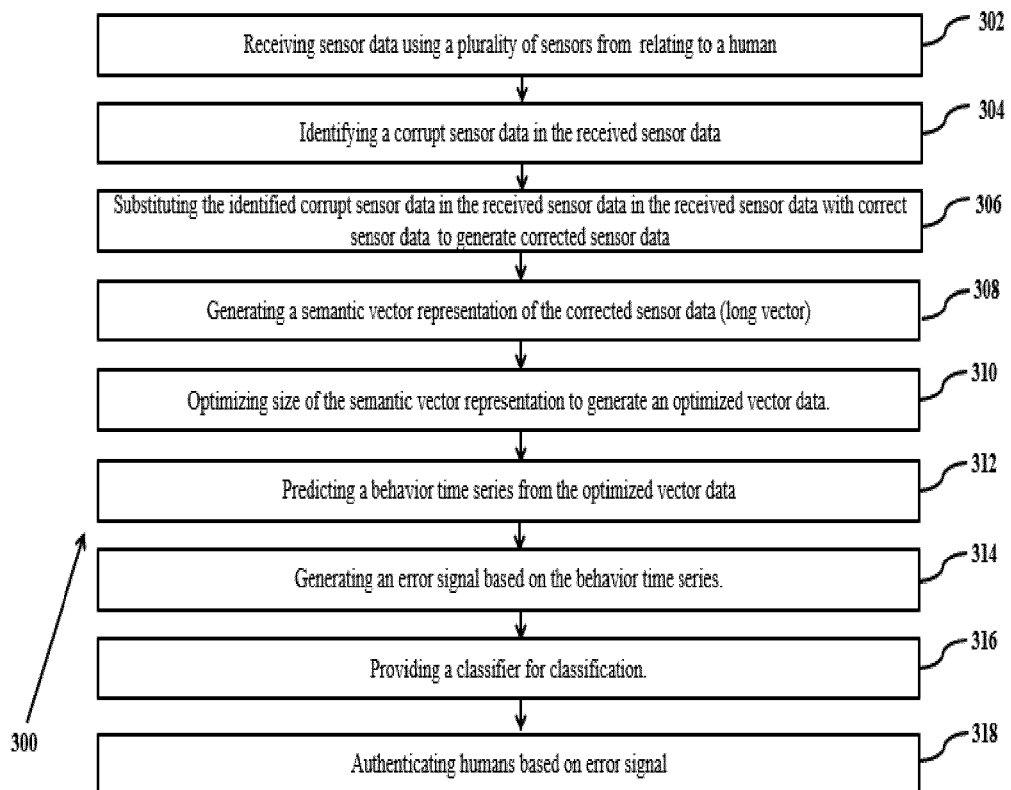 Receiving sensor data using a plurality of sensors from relating to a human
302
Identifying a corrupt sensor data in the received sensor data
304
Substituting the identified corrupt sensor data in the received sensor data in the received sensor data with correct
sensor data to generate corrected sensor data
306
Generating a semantic vector representation of the corrected sensor data (long vector)
308
Optimizing size of the semantic vector representation to generate an optimized vector data.
310
Predicting a behavior time series from the optimized vector data
312
Generating an error signal based on the behavior time series.
314
Providing a classifier for classification.
316
Authenticating humans based on error signal
318
300